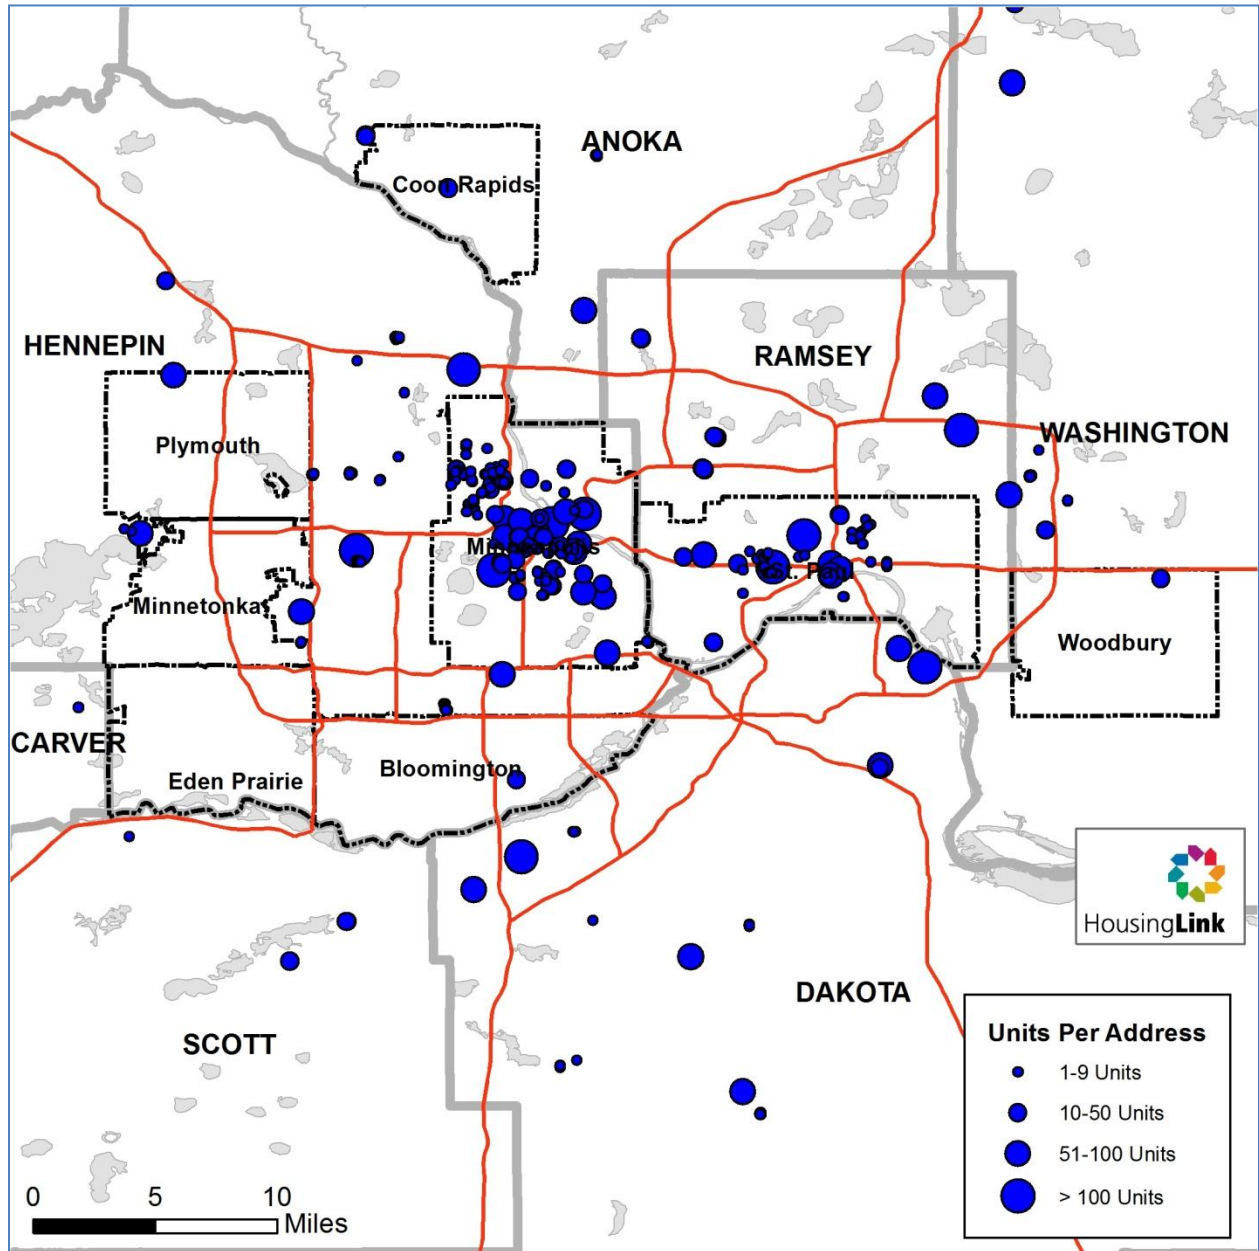 ANOKA
Coon Rapids
HENNEPIN
RAMSEY
Plymouth
WASHINGTON
Minneapolis
St. Paul
Minnetonka
Woodbury
CARVER
Eden Prairie
Bloomington
HousingLink
DAKOTA
SCOTT
Units Per Address
1-9 Units
10-50 Units
51-100 Units
> 100 Units
0 5 10
Miles